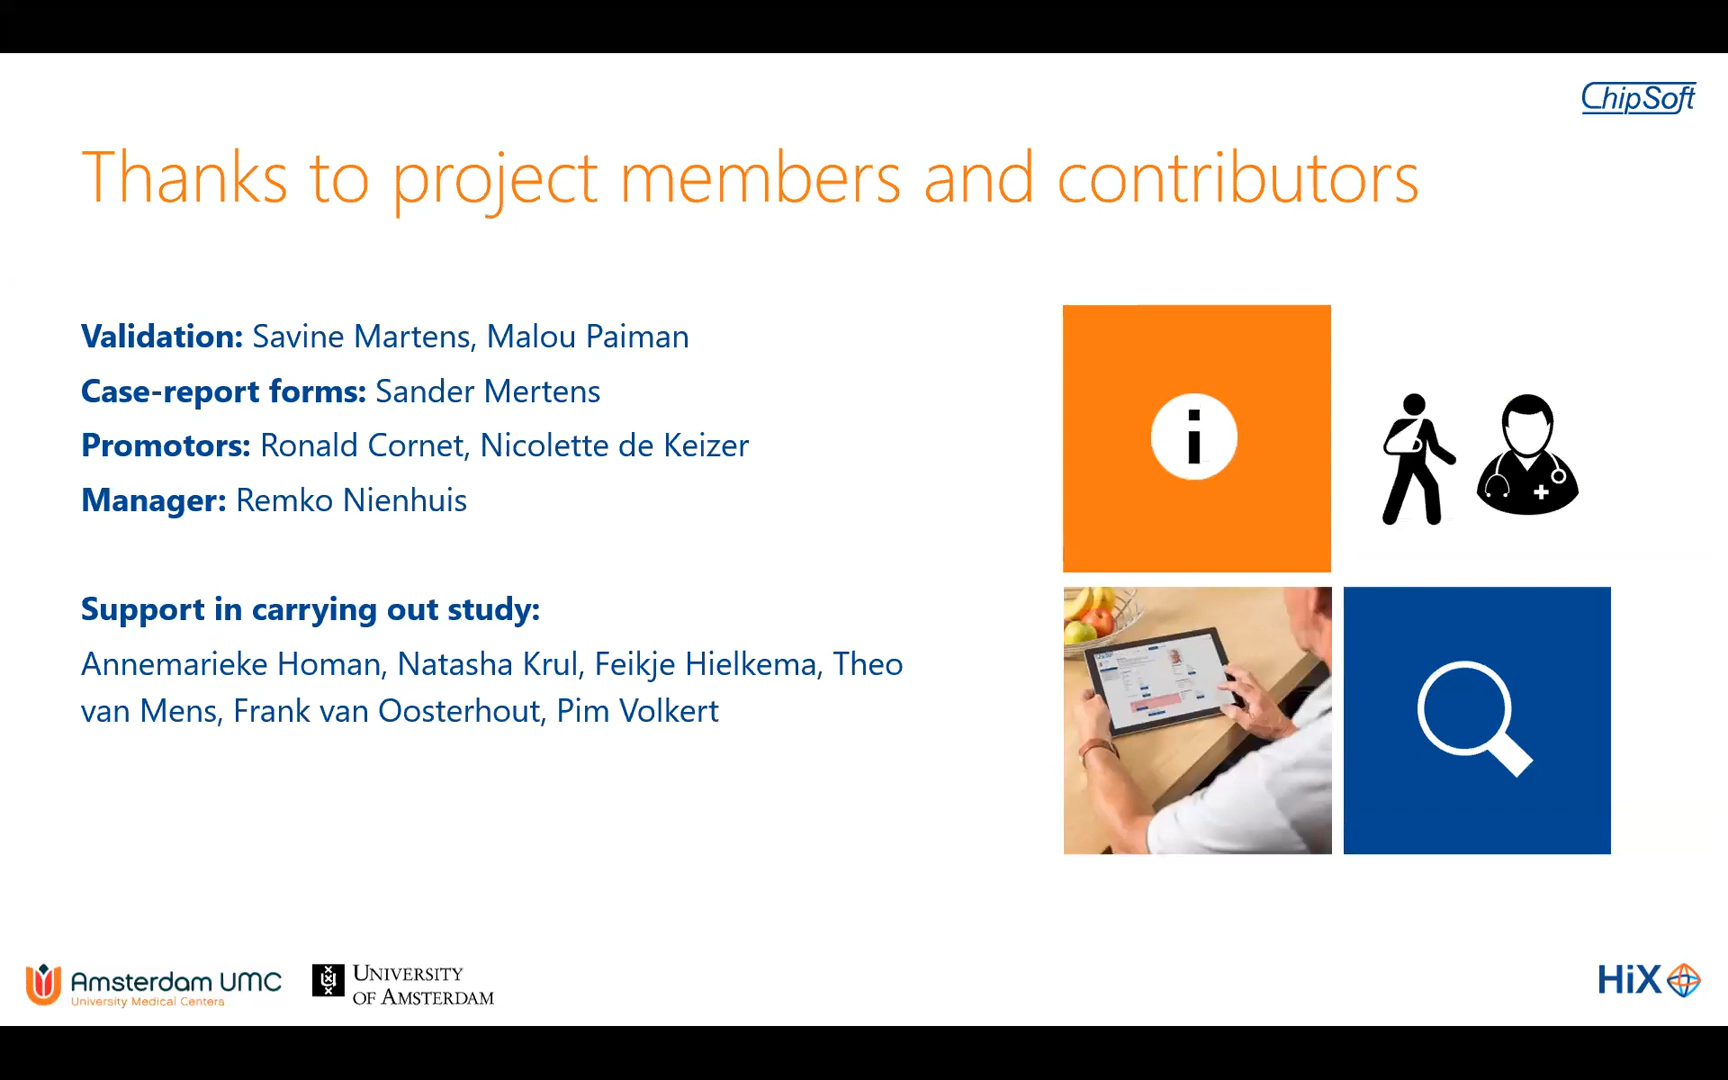 ChipSoft
Thanks to project members and contributors
Validation: Savine Martens, Malou Paiman
Case-report forms: Sander Mertens
Promotors: Ronald Cornet, Nicolette de Keizer
Manager: Remko Nienhuis
Support in carrying out study:
Annemarieke Homan, Natasha Krul, Feikje Hielkema, Theo
van Mens, Frank van Oosterhout, Pim Volkert
i
Amsterdam UMC
University Medical Centers
UNIVERSITY
OF AMSTERDAM
HiX